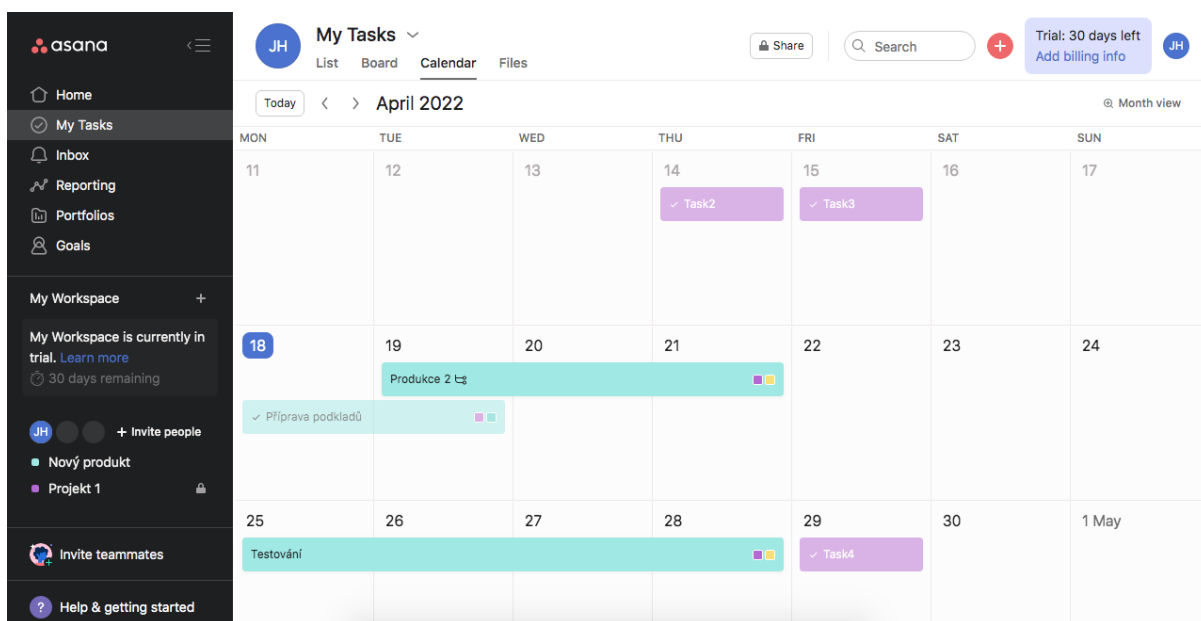 asana
Home
My Tasks
Inbox
Reporting
Portfolios
Goals
My Workspace +
My Workspace is currently in
trial. Learn more
30 days remaining
JH + Invite people
Nový produkt
Projekt 1
Invite teammates
? Help & getting started
JH My Tasks
List Board Calendar Files
Share
Search
+
Trial: 30 days left
Add billing info
JH
Today < > April 2022 Month view
MON TUE WED THU FRI SAT SUN
11 12 13 14 15 16 17
Task2 Task3
18 19 20 21 22 23 24
Produkce 2
Příprava podkladů
25 26 27 28 29 30 1 May
Testování Task4